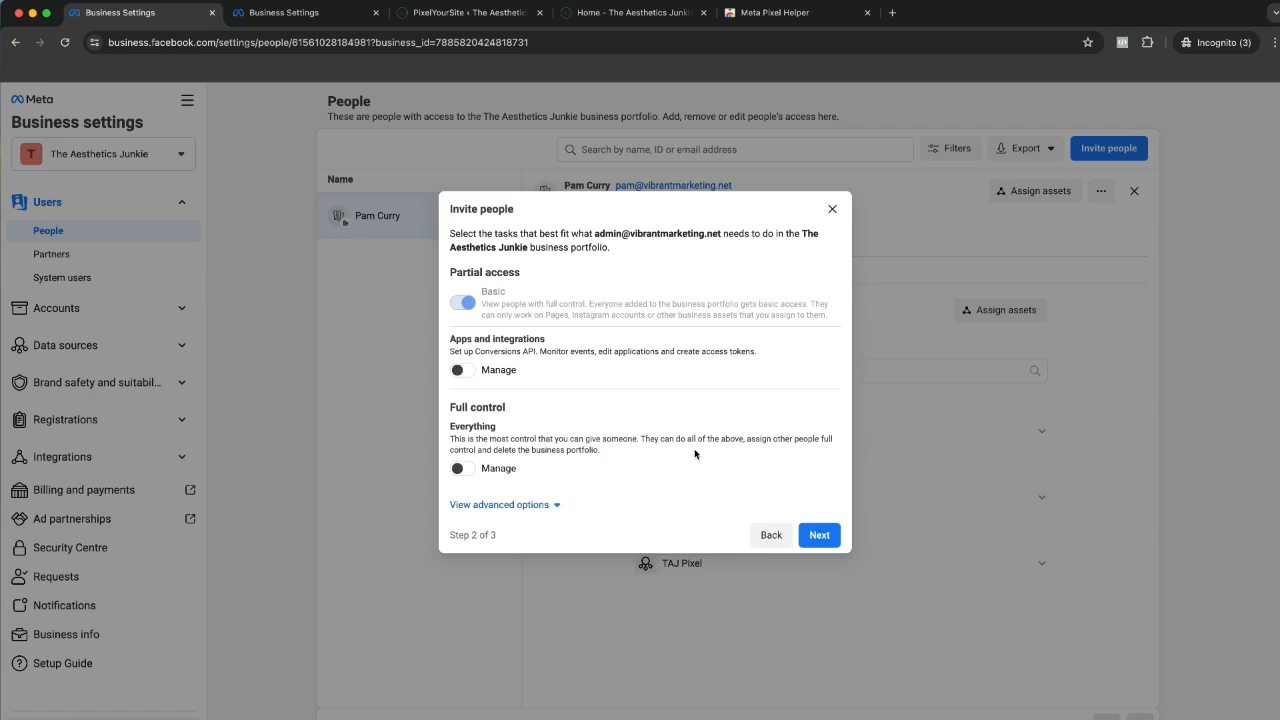 Business Settings
Business Settings
PixelYourSite ‹ The Aesthetic
Home - The Aesthetics Junkie
Meta Pixel Helper
business.facebook.com/settings/people/61561028184981?business_id=7885820424818731
Incognito (3)
Meta
Business settings
T The Aesthetics Junkie
Users
People
Partners
System users
Accounts
Data sources
Brand safety and suitabil...
Registrations
Integrations
Billing and payments
Ad partnerships
Security Centre
Requests
Notifications
Business info
Setup Guide
People
These are people with access to the The Aesthetics Junkie business portfolio. Add, remove or edit people's access here.
Search by name, ID or email address
Filters
Export
Invite people
Name
Pam Curry
Pam Curry pam@vibrantmarketing.net
Assign assets
Assign assets
Invite people
Select the tasks that best fit what admin@vibrantmarketing.net needs to do in the The
Aesthetics Junkie business portfolio.
Partial access
Basic
View people with full control. Everyone added to the business portfolio gets basic access. They
can only work on Pages, Instagram accounts or other business assets that you assign to them.
Apps and integrations
Set up Conversions API. Monitor events, edit applications and create access tokens.
Manage
Full control
Everything
This is the most control that you can give someone. They can do all of the above, assign other people full
control and delete the business portfolio.
Manage
View advanced options
Step 2 of 3
Back
Next
TAJ Pixel